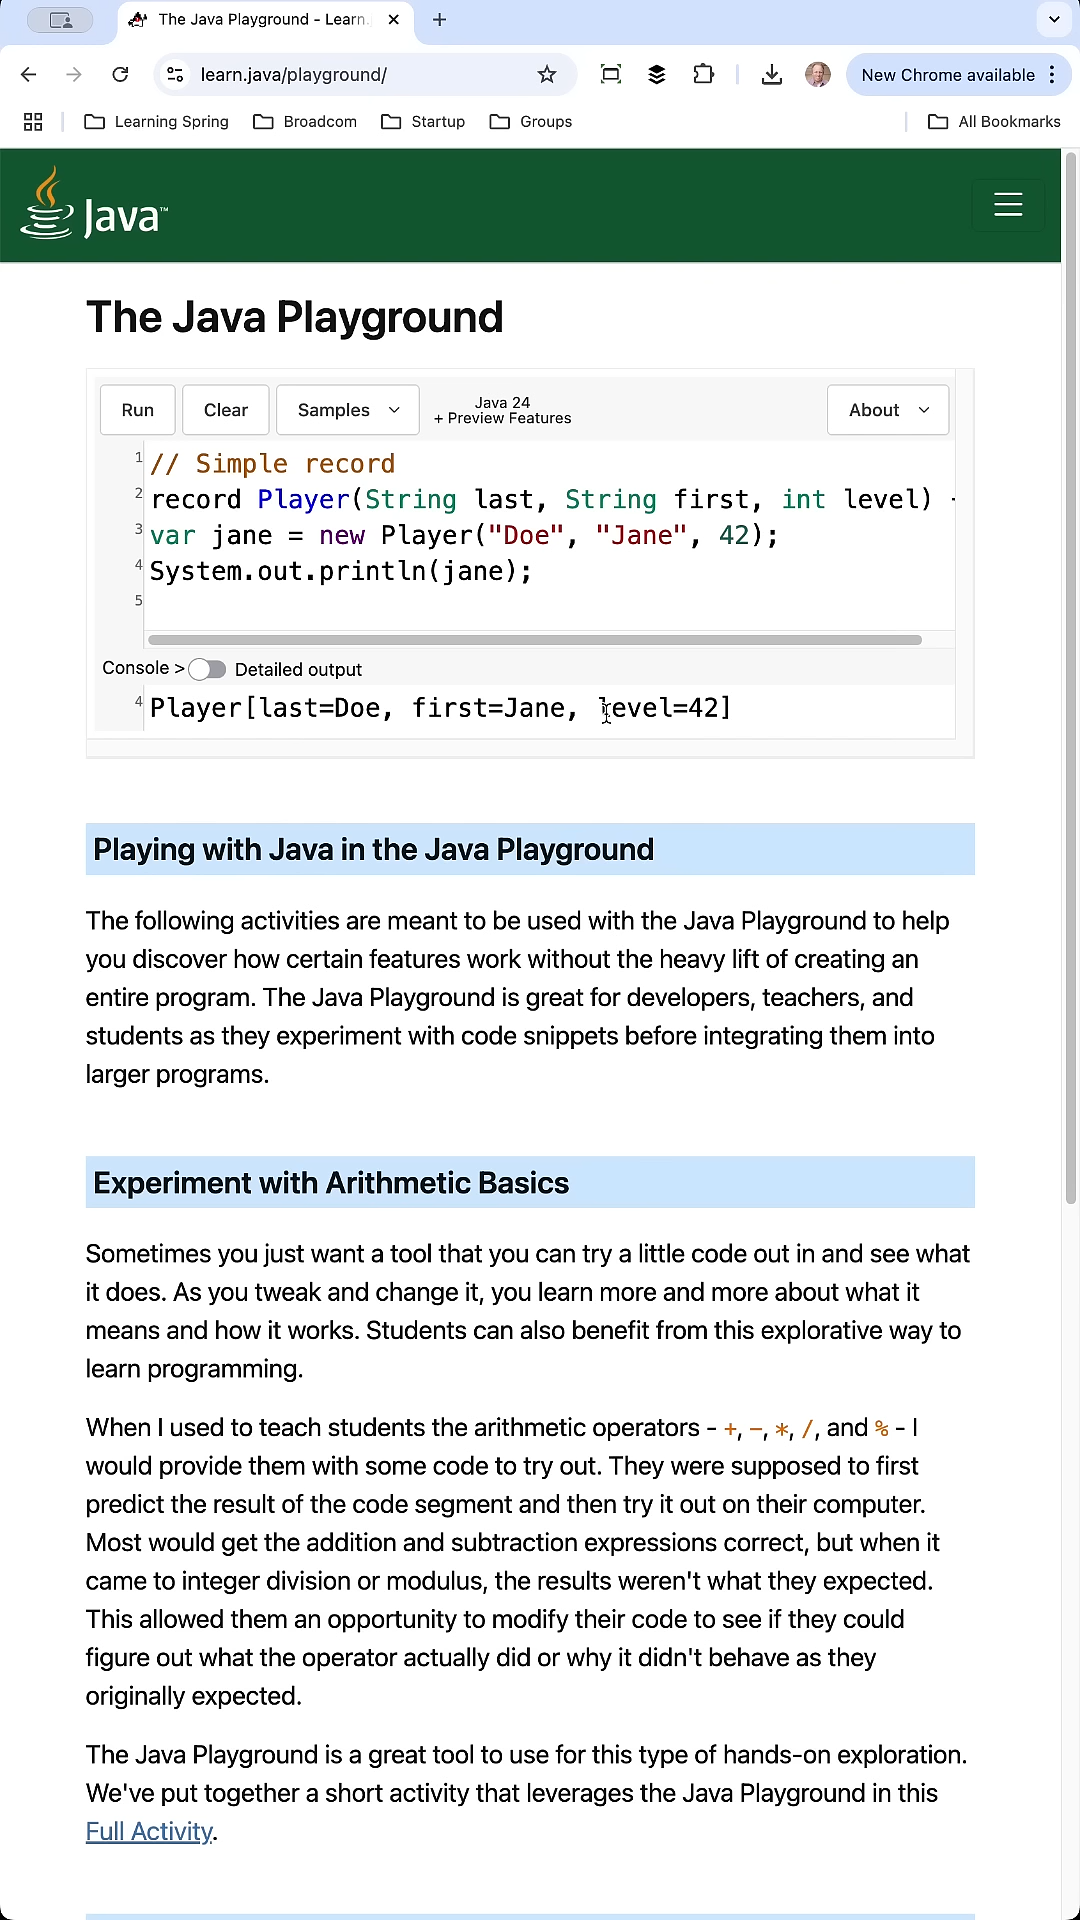 The Java Playground - Learn.
learn.java/playground/
New Chrome available
Learning Spring
Broadcom
Startup
Groups
All Bookmarks
Java™
The Java Playground
Run
Clear
Samples
Java 24
+ Preview Features
About
1 // Simple record
2 record Player(String last, String first, int level)
3 var jane = new Player("Doe", "Jane", 42);
4 System.out.println(jane);
5
Console >
Detailed output
4 Player[last=Doe, first=Jane, level=42]
Playing with Java in the Java Playground
The following activities are meant to be used with the Java Playground to help
you discover how certain features work without the heavy lift of creating an
entire program. The Java Playground is great for developers, teachers, and
students as they experiment with code snippets before integrating them into
larger programs.
Experiment with Arithmetic Basics
Sometimes you just want a tool that you can try a little code out in and see what
it does. As you tweak and change it, you learn more and more about what it
means and how it works. Students can also benefit from this explorative way to
learn programming.
When I used to teach students the arithmetic operators - +, -, *, /, and % - I
would provide them with some code to try out. They were supposed to first
predict the result of the code segment and then try it out on their computer.
Most would get the addition and subtraction expressions correct, but when it
came to integer division or modulus, the results weren't what they expected.
This allowed them an opportunity to modify their code to see if they could
figure out what the operator actually did or why it didn't behave as they
originally expected.
The Java Playground is a great tool to use for this type of hands-on exploration.
We've put together a short activity that leverages the Java Playground in this
Full Activity.